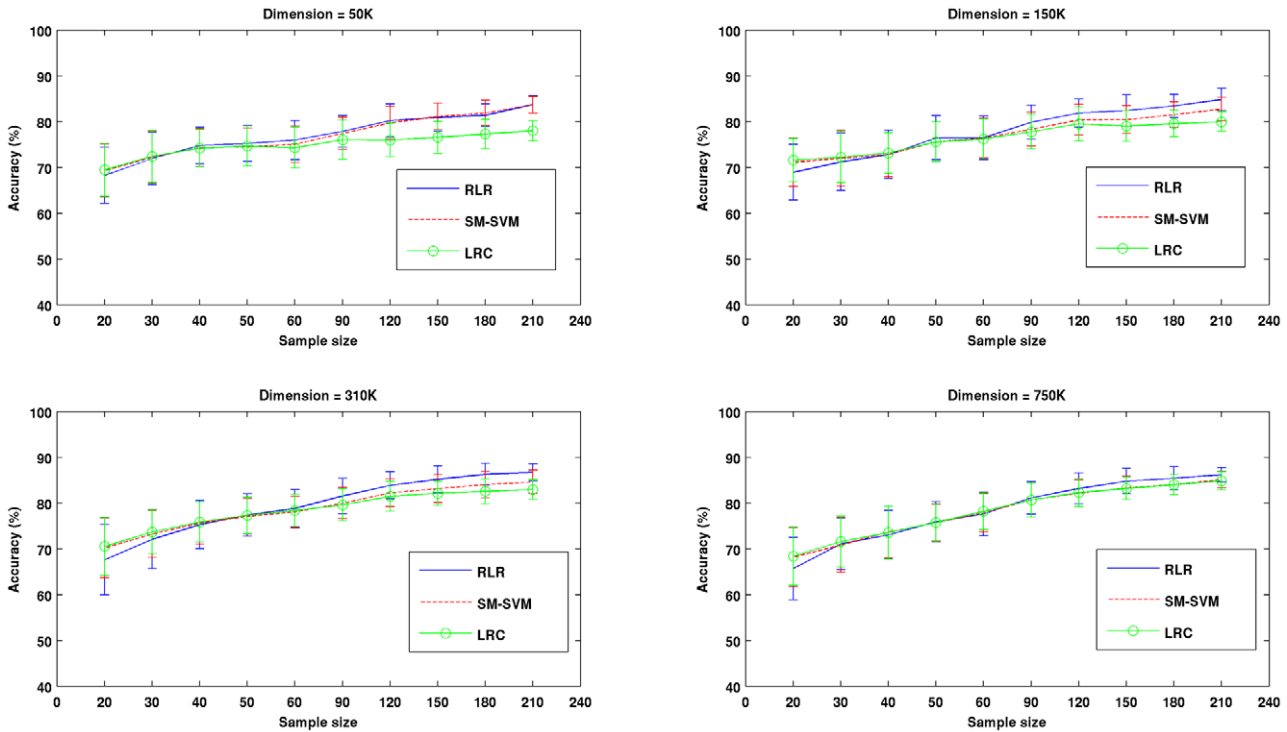 Dimension = 50K
100
90
80
70
60
50
40
Accuracy (%)
RLR
SM-SVM
LRC
0 20 30 40 50 60 90 120 150 180 210 240
Sample size
Dimension = 150K
100
90
80
70
60
50
40
Accuracy (%)
RLR
SM-SVM
LRC
0 20 30 40 50 60 90 120 150 180 210 240
Sample size
Dimension = 310K
100
90
80
70
60
50
40
Accuracy (%)
RLR
SM-SVM
LRC
0 20 30 40 50 60 90 120 150 180 210 240
Sample size
Dimension = 750K
100
90
80
70
60
50
40
Accuracy (%)
RLR
SM-SVM
LRC
0 20 30 40 50 60 90 120 150 180 210 240
Sample size